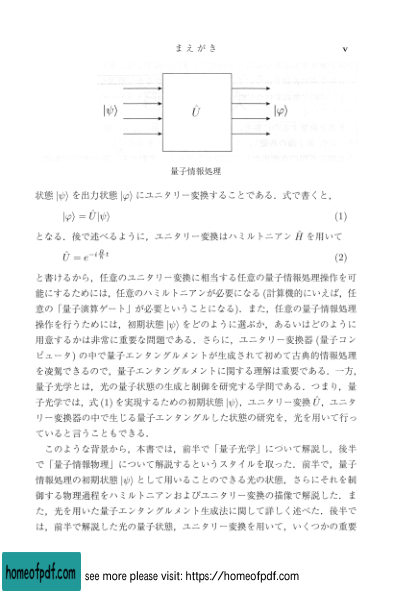 まえがき v
|ψ⟩ Û |φ⟩
量子情報処理
状態 |ψ⟩ を出力状態 |φ⟩ にユニタリー変換することである．式で書くと，
|φ⟩ = Û|ψ⟩ (1)
となる．後で述べるように，ユニタリー変換はハミルトニアン Ĥ を用いて
Û = e^{-i\frac{Ĥ}{ħ}t} (2)
と書けるから，任意のユニタリー変換に相当する任意の量子情報処理操作を可
能にするためには，任意のハミルトニアンが必要になる (計算機的にいえば，任
意の「量子演算ゲート」が必要ということになる)．また，任意の量子情報処理
操作を行うためには，初期状態 |ψ⟩ をどのように選ぶか，あるいはどのように
用意するかは非常に重要な問題である．さらに，ユニタリー変換器 (量子コン
ピュータ) の中で量子エンタングルメントが生成されて初めて古典的情報処理
を凌駕できるので，量子エンタングルメントに関する理解は重要である．一方，
量子光学とは，光の量子状態の生成と制御を研究する学問である．つまり，量
子光学では，式 (1) を実現するための初期状態 |ψ⟩，ユニタリー変換 Û，ユニタ
リー変換器の中で生じる量子エンタングルした状態の研究を，光を用いて行っ
ていると言うこともできる．
このような背景から，本書では，前半で「量子光学」について解説し，後半
で「量子情報物理」について解説するというスタイルを取った．前半で，量子
情報処理の初期状態 |ψ⟩ として用いることのできる光の状態，さらにそれを制
御する物理過程をハミルトニアンおよびユニタリー変換の描像で解説した．ま
た，光を用いた量子エンタングルメント生成法に関して詳しく述べた．後半で
は，前半で解説した光の量子状態，ユニタリー変換を用いて，いくつかの重要
homeofpdf.com see more please visit: https://homeofpdf.com